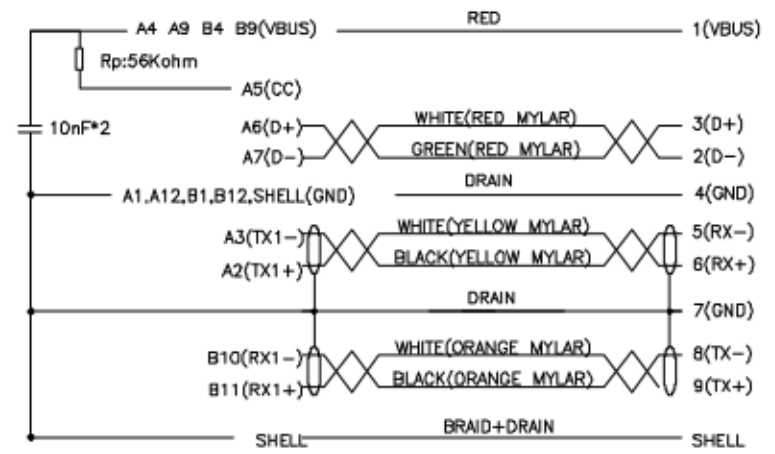 A4 A9 B4 B9(VBUS) RED 1(VBUS)
Rp:56Kohm
A5(CC)
10nF*2
A6(D+) WHITE(RED MYLAR) 3(D+)
A7(D-) GREEN(RED MYLAR) 2(D-)
A1,A12,B1,B12,SHELL(GND) DRAIN 4(GND)
A3(TX1-) WHITE(YELLOW MYLAR) 5(RX-)
A2(TX1+) BLACK(YELLOW MYLAR) 6(RX+)
DRAIN 7(GND)
B10(RX1-) WHITE(ORANGE MYLAR) 8(TX-)
B11(RX1+) BLACK(ORANGE MYLAR) 9(TX+)
SHELL BRAID+DRAIN SHELL